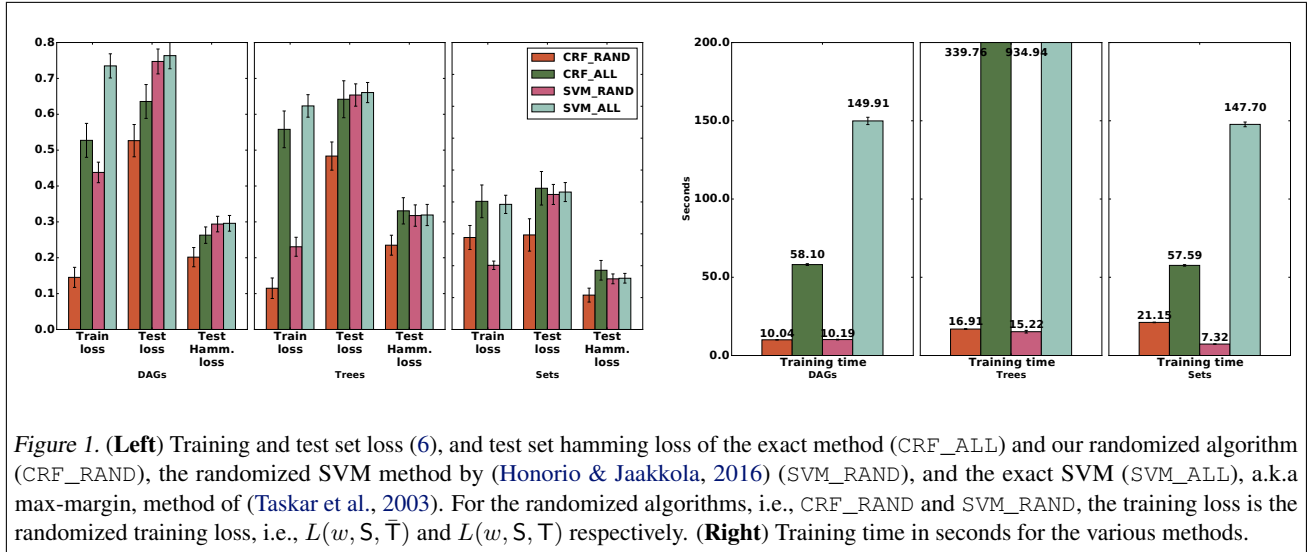 0.8
0.7
0.6
0.5
0.4
0.3
0.2
0.1
0.0
Train loss
Test loss
Test Hamm. loss
DAGs
Train loss
Test loss
Test Hamm. loss
Trees
CRF_RAND
CRF_ALL
SVM_RAND
SVM_ALL
Train loss
Test loss
Test Hamm. loss
Sets
Seconds
200.0
150.0
100.0
50.0
0.0
10.04
58.10
10.19
149.91
Training time
DAGs
339.76
934.94
16.91
15.22
Training time
Trees
21.15
57.59
7.32
147.70
Training time
Sets
Figure 1. (Left) Training and test set loss (6), and test set hamming loss of the exact method (CRF_ALL) and our randomized algorithm
(CRF_RAND), the randomized SVM method by (Honorio & Jaakkola, 2016) (SVM_RAND), and the exact SVM (SVM_ALL), a.k.a
max-margin, method of (Taskar et al., 2003). For the randomized algorithms, i.e., CRF_RAND and SVM_RAND, the training loss is the
randomized training loss, i.e., L(w, S, T̄) and L(w, S, T) respectively. (Right) Training time in seconds for the various methods.